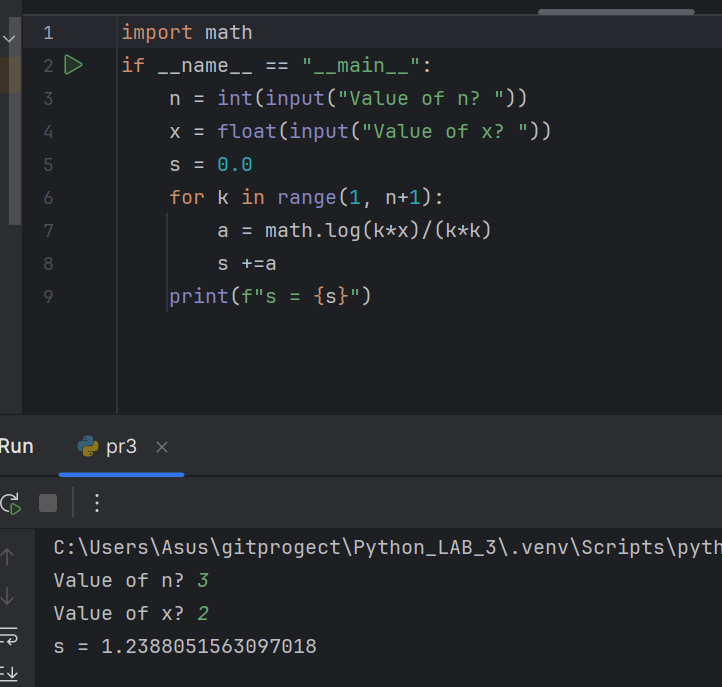 1 import math
2 if __name__ == "__main__":
3     n = int(input("Value of n? "))
4     x = float(input("Value of x? "))
5     s = 0.0
6     for k in range(1, n+1):
7         a = math.log(k*x)/(k*k)
8         s +=a
9     print(f"s = {s}")
Run pr3
C:\Users\Asus\gitprogect\Python_LAB_3\.venv\Scripts\pyth
Value of n? 3
Value of x? 2
s = 1.2388051563097018